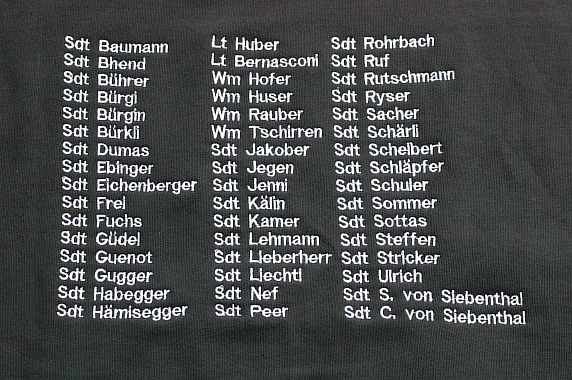 Sdt Baumann
Sdt Bhend
Sdt Bührer
Sdt Bürgi
Sdt Bürgin
Sdt Bürkli
Sdt Dumas
Sdt Ebinger
Sdt Eichenberger
Sdt Frei
Sdt Fuchs
Sdt Güdel
Sdt Guenot
Sdt Gugger
Sdt Habegger
Sdt Hämisegger
Lt Huber
Lt Bernasconi
Wm Hofer
Wm Huser
Wm Rauber
Wm Tschirren
Sdt Jakober
Sdt Jegen
Sdt Jenni
Sdt Kälin
Sdt Kamer
Sdt Lehmann
Sdt Lieberherr
Sdt Liechti
Sdt Nef
Sdt Peer
Sdt Rohrbach
Sdt Ruf
Sdt Rutschmann
Sdt Ryser
Sdt Sacher
Sdt Schärli
Sdt Scheibert
Sdt Schläpfer
Sdt Schuler
Sdt Sommer
Sdt Sottas
Sdt Steffen
Sdt Stricker
Sdt Ulrich
Sdt S. von Siebenthal
Sdt C. von Siebenthal